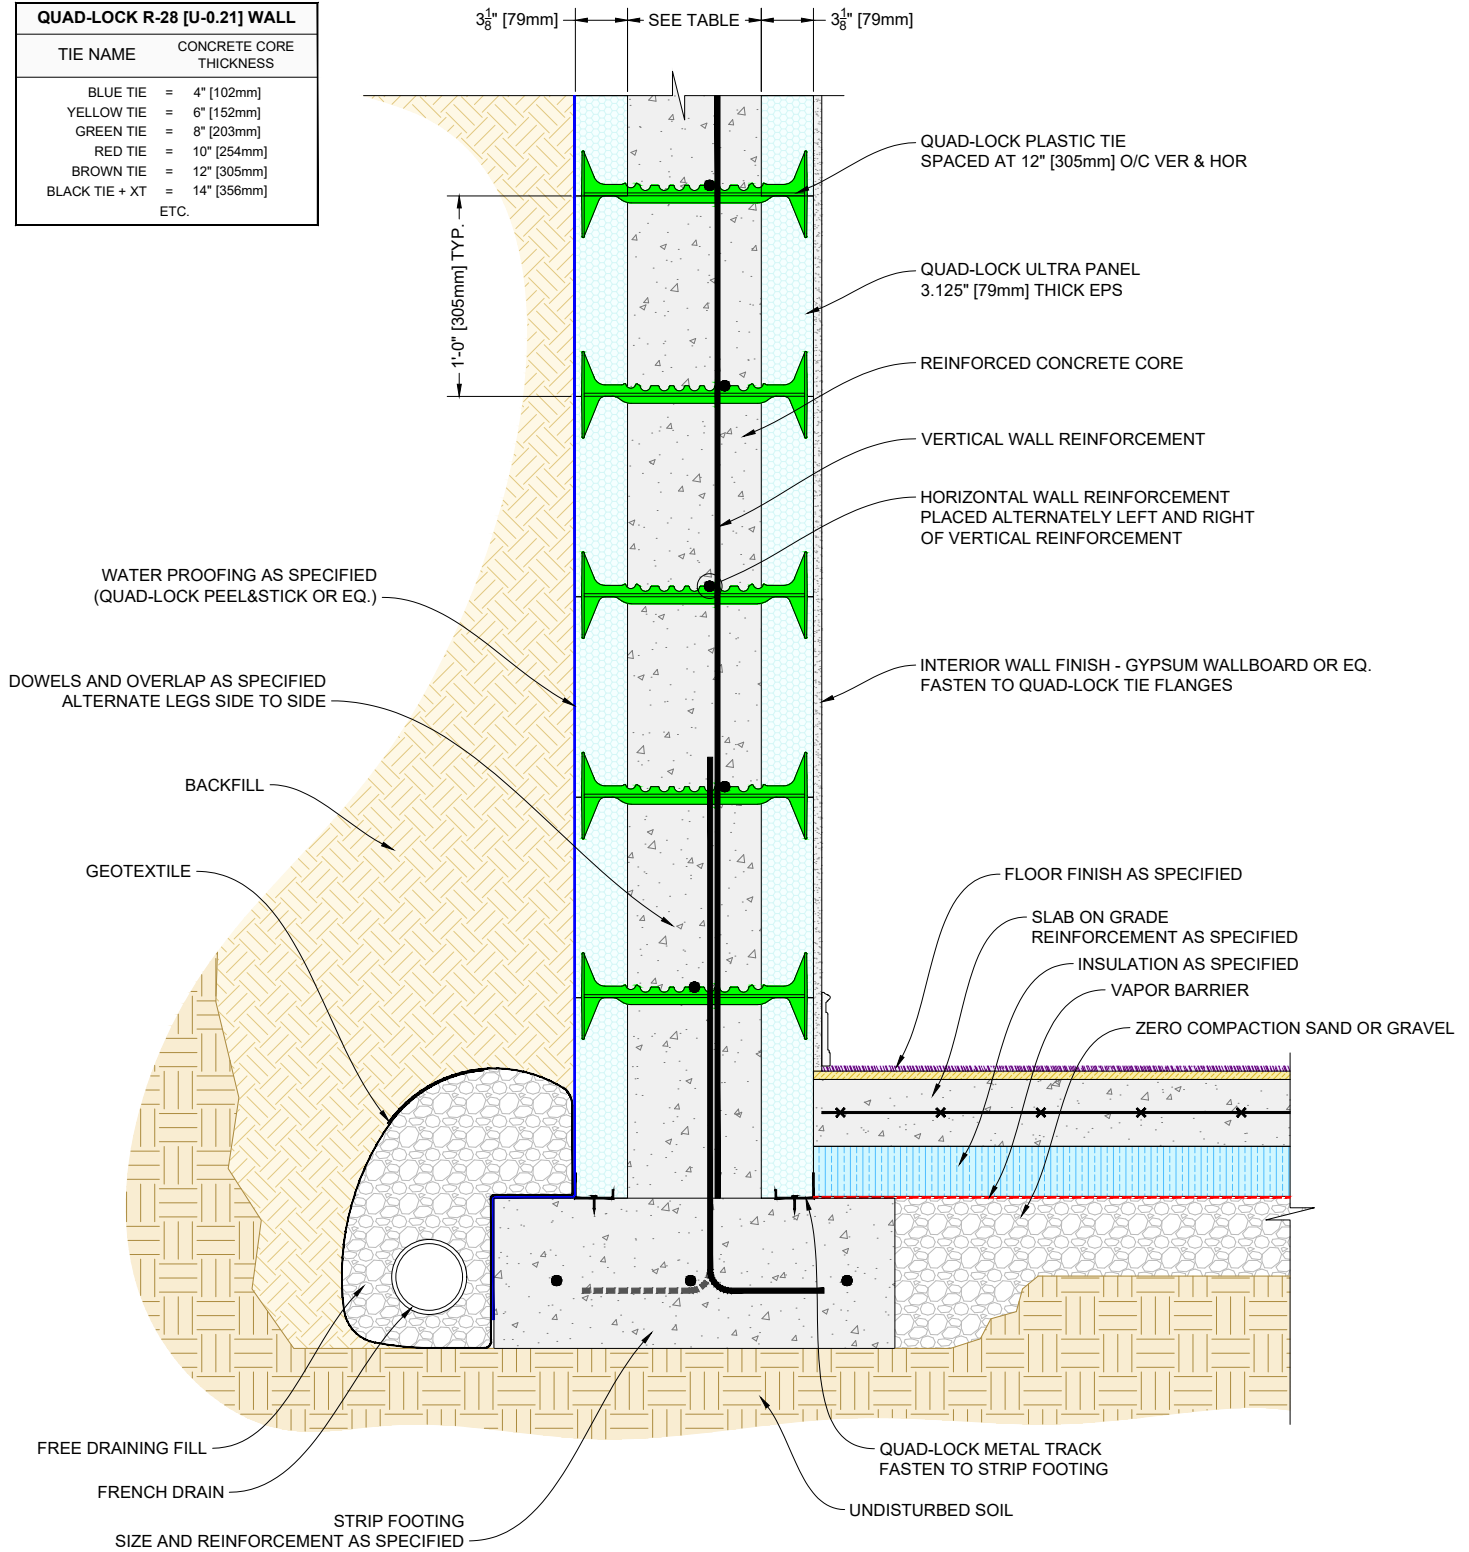 QUAD-LOCK R-28 [U-0.21] WALL
TIE NAME
CONCRETE CORE
THICKNESS
BLUE TIE = 4" [102mm]
YELLOW TIE = 6" [152mm]
GREEN TIE = 8" [203mm]
RED TIE = 10" [254mm]
BROWN TIE = 12" [305mm]
BLACK TIE + XT = 14" [356mm]
ETC.
3 1/8" [79mm]
SEE TABLE
3 1/8" [79mm]
1'-0" [305mm] TYP.
QUAD-LOCK PLASTIC TIE
SPACED AT 12" [305mm] O/C VER & HOR
QUAD-LOCK ULTRA PANEL
3.125" [79mm] THICK EPS
REINFORCED CONCRETE CORE
VERTICAL WALL REINFORCEMENT
HORIZONTAL WALL REINFORCEMENT
PLACED ALTERNATELY LEFT AND RIGHT
OF VERTICAL REINFORCEMENT
WATER PROOFING AS SPECIFIED
(QUAD-LOCK PEEL&STICK OR EQ.)
INTERIOR WALL FINISH - GYPSUM WALLBOARD OR EQ.
FASTEN TO QUAD-LOCK TIE FLANGES
DOWELS AND OVERLAP AS SPECIFIED
ALTERNATE LEGS SIDE TO SIDE
BACKFILL
GEOTEXTILE
FLOOR FINISH AS SPECIFIED
SLAB ON GRADE
REINFORCEMENT AS SPECIFIED
INSULATION AS SPECIFIED
VAPOR BARRIER
ZERO COMPACTION SAND OR GRAVEL
FREE DRAINING FILL
FRENCH DRAIN
STRIP FOOTING
SIZE AND REINFORCEMENT AS SPECIFIED
QUAD-LOCK METAL TRACK
FASTEN TO STRIP FOOTING
UNDISTURBED SOIL